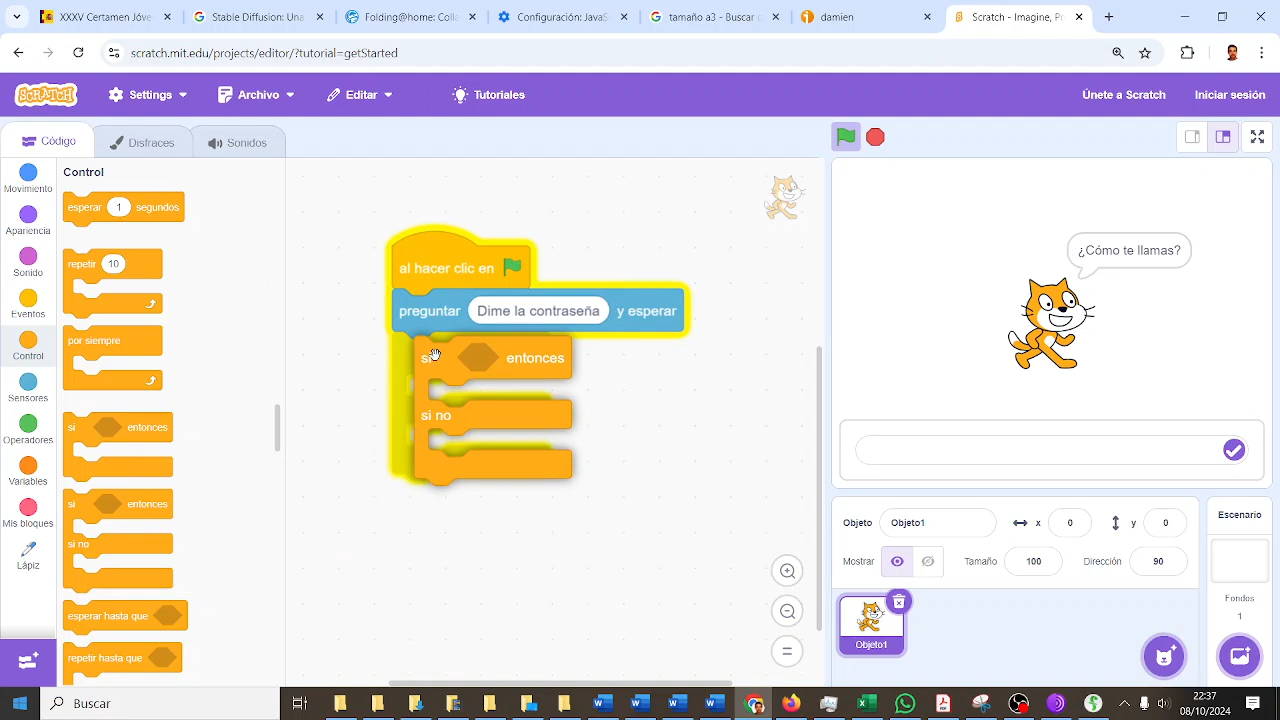 XXXV Certamen Jóve
Stable Diffusion: Una
Folding@home: Coll
Configuración: JavaS
tamaño a3 - Buscar c
damien
Scratch - Imagine, Pr
scratch.mit.edu/projects/editor/?tutorial=getStarted
SCRATCH
Settings
Archivo
Editar
Tutoriales
Únete a Scratch
Iniciar sesión
Código
Disfraces
Sonidos
Movimiento
Apariencia
Sonido
Eventos
Control
Sensores
Operadores
Variables
Mis bloques
Lápiz
Control
esperar 1 segundos
repetir 10
por siempre
si entonces
si entonces
si no
esperar hasta que
repetir hasta que
al hacer clic en
preguntar Dime la contraseña y esperar
si entonces
si no
¿Cómo te llamas?
Objeto Objeto1 x 0 y 0
Mostrar Tamaño 100 Dirección 90
Objeto1
Escenario
Fondos
1
Buscar
22:37
08/10/2024